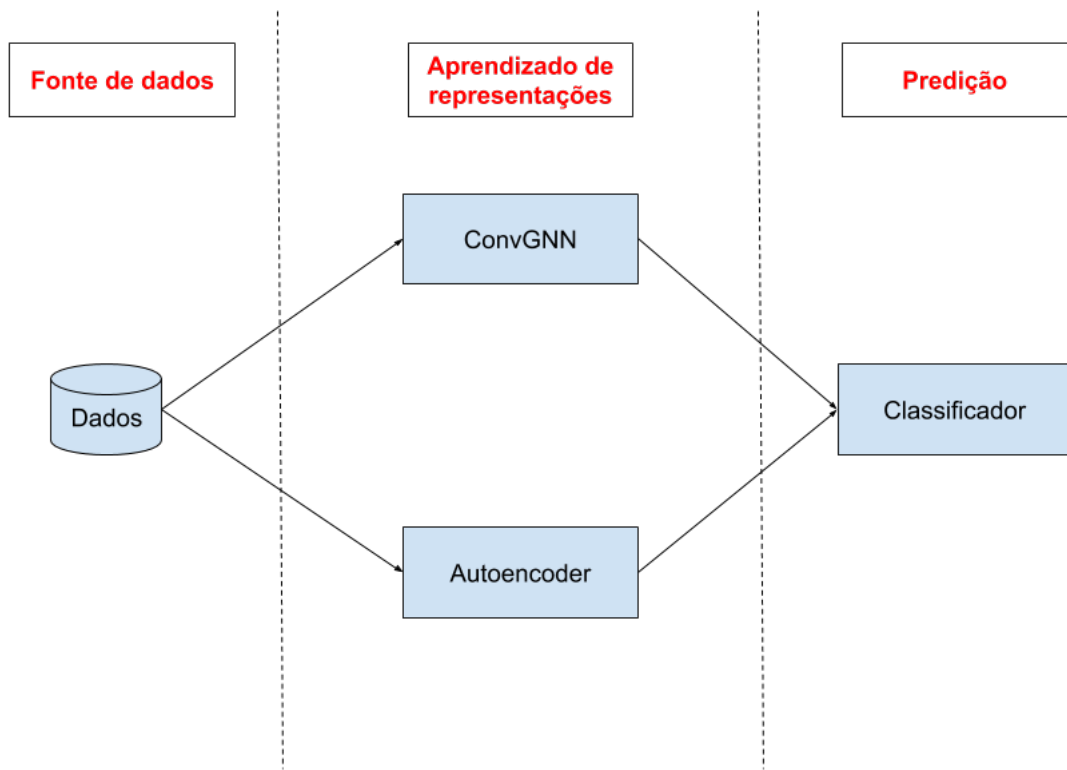 Fonte de dados
Aprendizado de
representações
Predição
ConvGNN
Dados
Classificador
Autoencoder